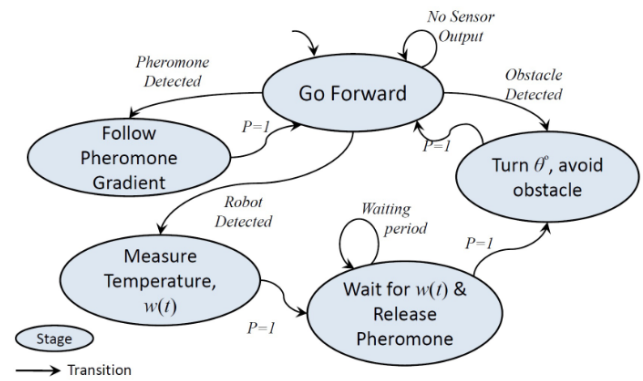 No Sensor
Output
Pheromone
Detected
Go Forward
Obstacle
Detected
Follow
Pheromone
Gradient
P=1
P=1
Turn θ°, avoid
obstacle
Robot
Detected
Waiting
period
Measure
Temperature,
w(t)
P=1
Wait for w(t) &
Release
Pheromone
P=1
Stage
Transition